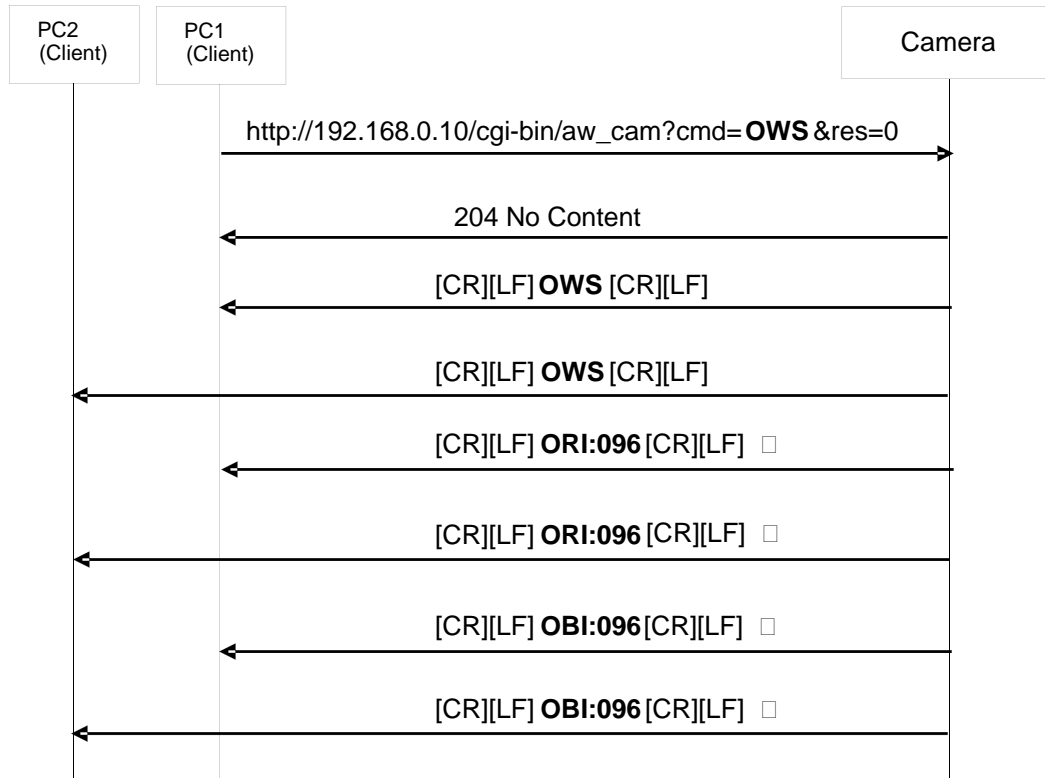 PC2
(Client)
PC1
(Client)
Camera
http://192.168.0.10/cgi-bin/aw_cam?cmd=OWS&res=0
204 No Content
[CR][LF] OWS [CR][LF]
[CR][LF] OWS [CR][LF]
[CR][LF] ORI:096 [CR][LF] □
[CR][LF] ORI:096 [CR][LF] □
[CR][LF] OBI:096 [CR][LF] □
[CR][LF] OBI:096 [CR][LF] □